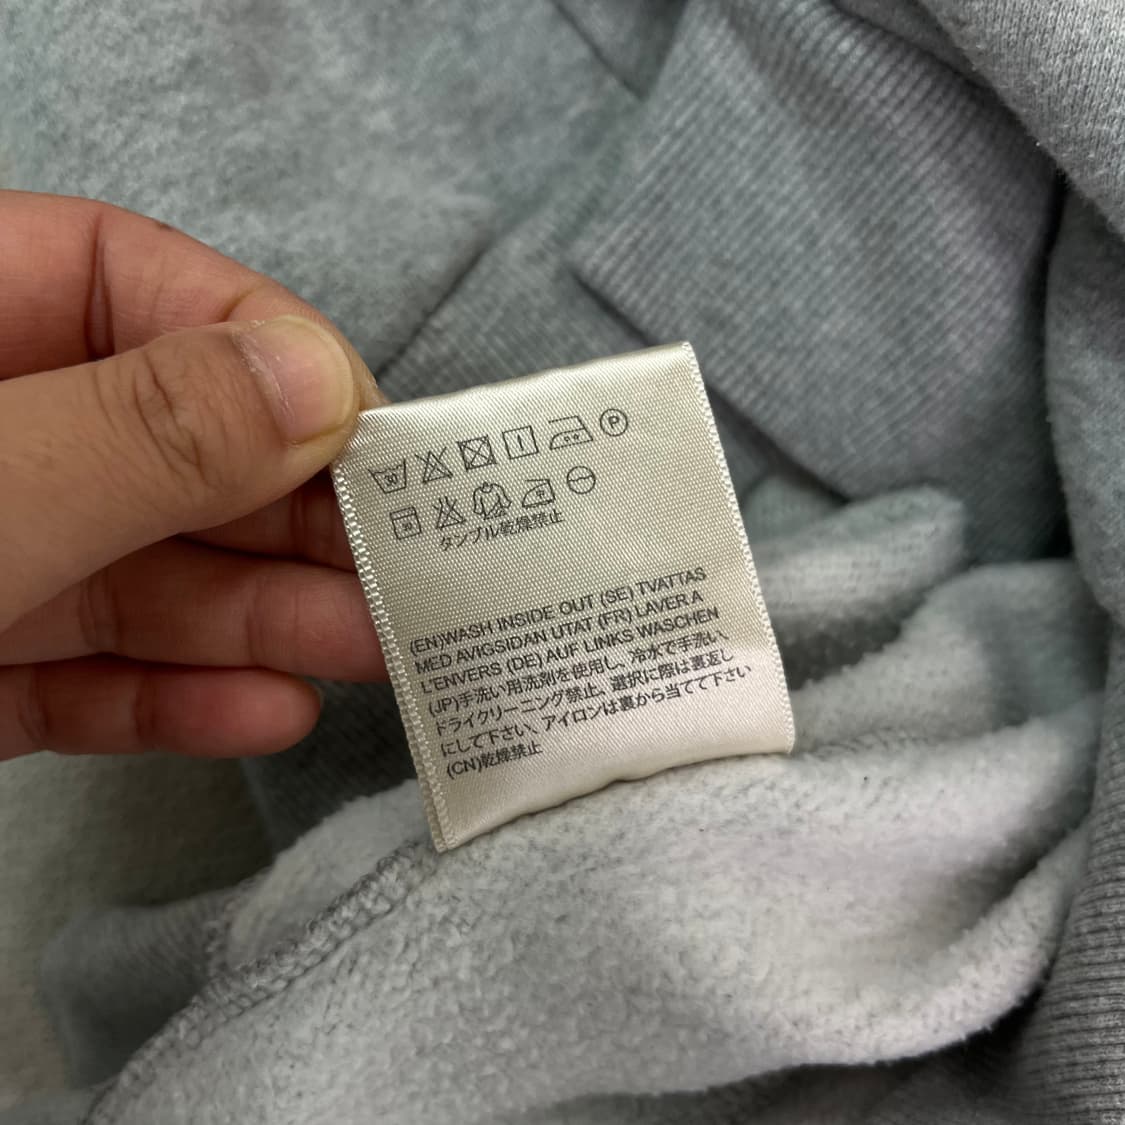 30
P
30
タンブル乾燥禁止
(EN)WASH INSIDE OUT (SE) TVATTAS
MED AVIGSIDAN UTAT (FR) LAVER A
L'ENVERS (DE) AUF LINKS WASCHEN
(JP)手洗い用洗剤を使用し、冷水で手洗い、
ドライクリーニング禁止、選択に際は裏返し
にして下さい、アイロンは裏から当てて下さい
(CN)乾燥禁止